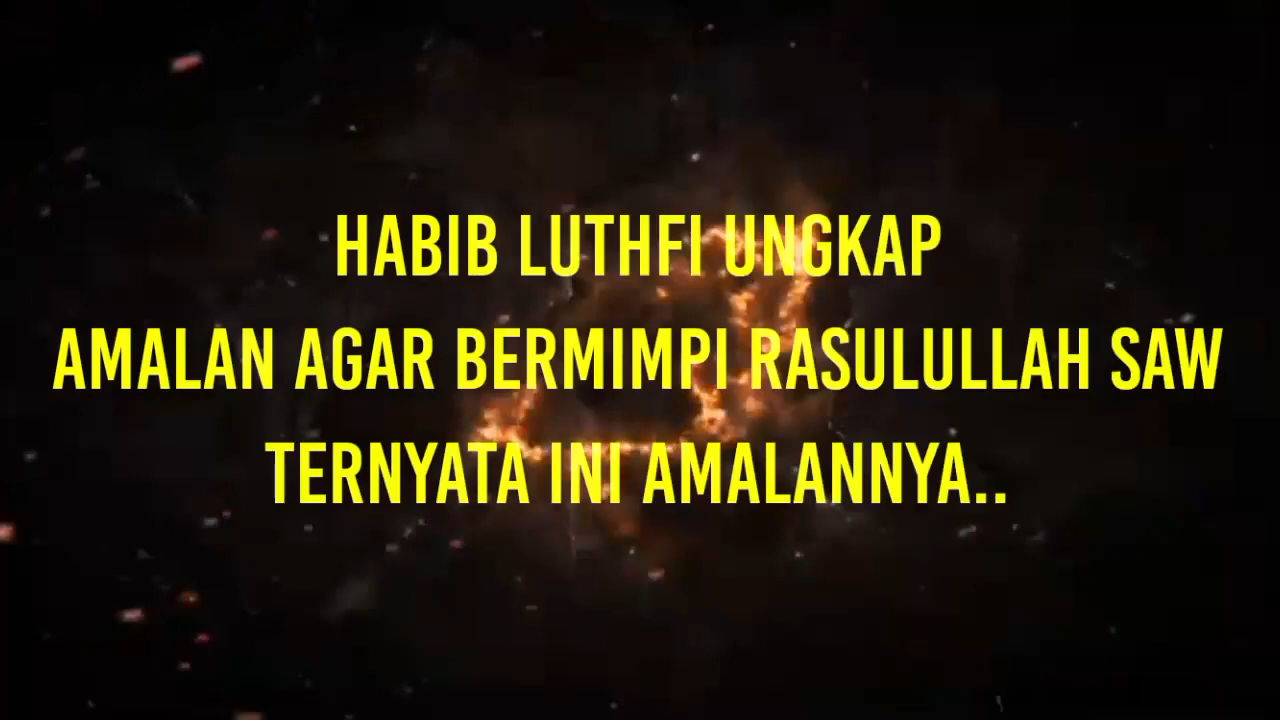 HABIB LUTHFI UNGKAP
AMALAN AGAR BERMIMPI RASULULLAH SAW
TERNYATA INI AMALANNYA..